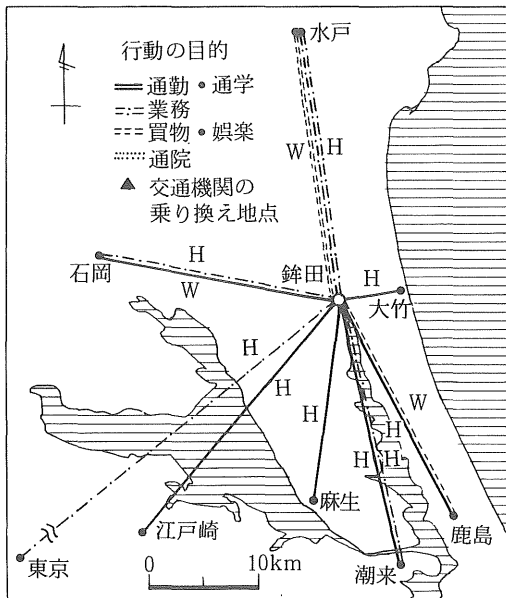 水戸
行動の目的
通勤・通学
業務
買物・娯楽
通院
交通機関の
乗り換え地点
W
H
H
石岡
W
鉾田
H
大竹
H
H
H
W
H
H
H
麻生
江戸崎
鹿島
東京
0
10km
潮来